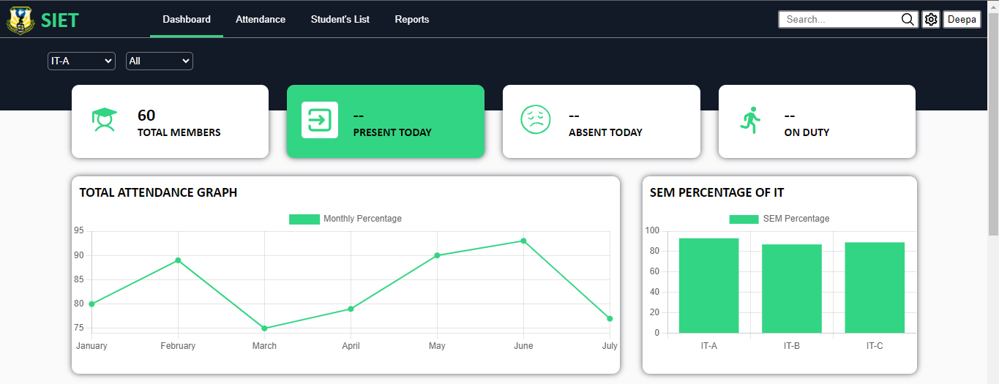 SIET Dashboard Attendance Student's List Reports Search... Deepa
IT-A All
60
TOTAL MEMBERS
--
PRESENT TODAY
--
ABSENT TODAY
--
ON DUTY
TOTAL ATTENDANCE GRAPH
Monthly Percentage
95
90
85
80
75
January February March April May June July
SEM PERCENTAGE OF IT
SEM Percentage
100
80
60
40
20
0
IT-A IT-B IT-C